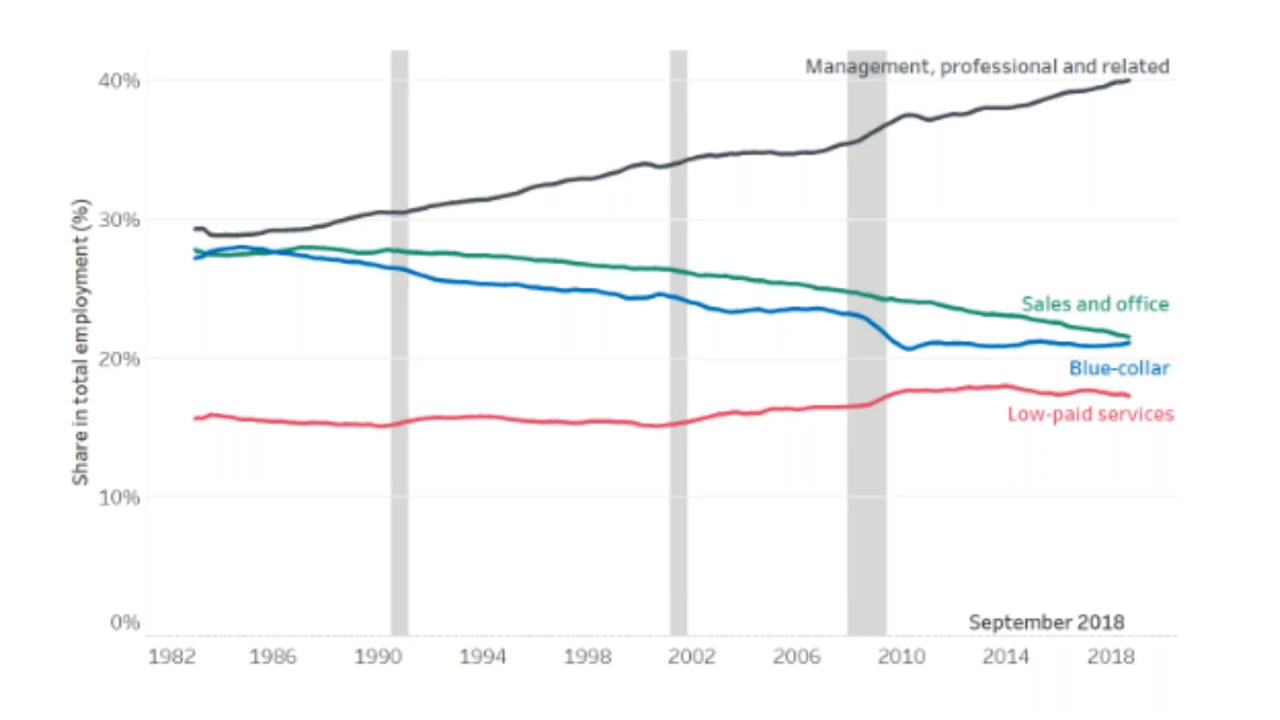 Management, professional and related
40%
30%
20%
10%
0%
Share in total employment (%)
Sales and office
Blue-collar
Low-paid services
September 2018
1982 1986 1990 1994 1998 2002 2006 2010 2014 2018